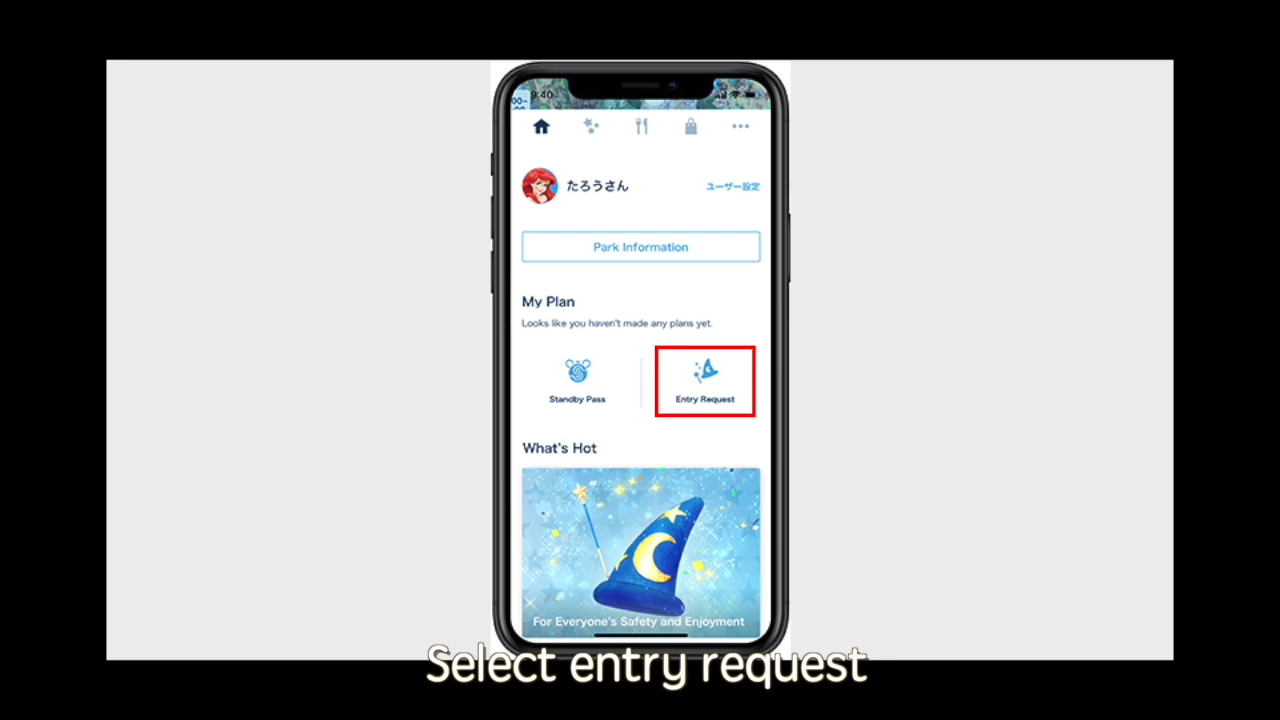 9:40
00~
たろうさん
ユーザー設定
Park Information
My Plan
Looks like you haven't made any plans yet.
Standby Pass
Entry Request
What's Hot
For Everyone's Safety and Enjoyment
Select entry request